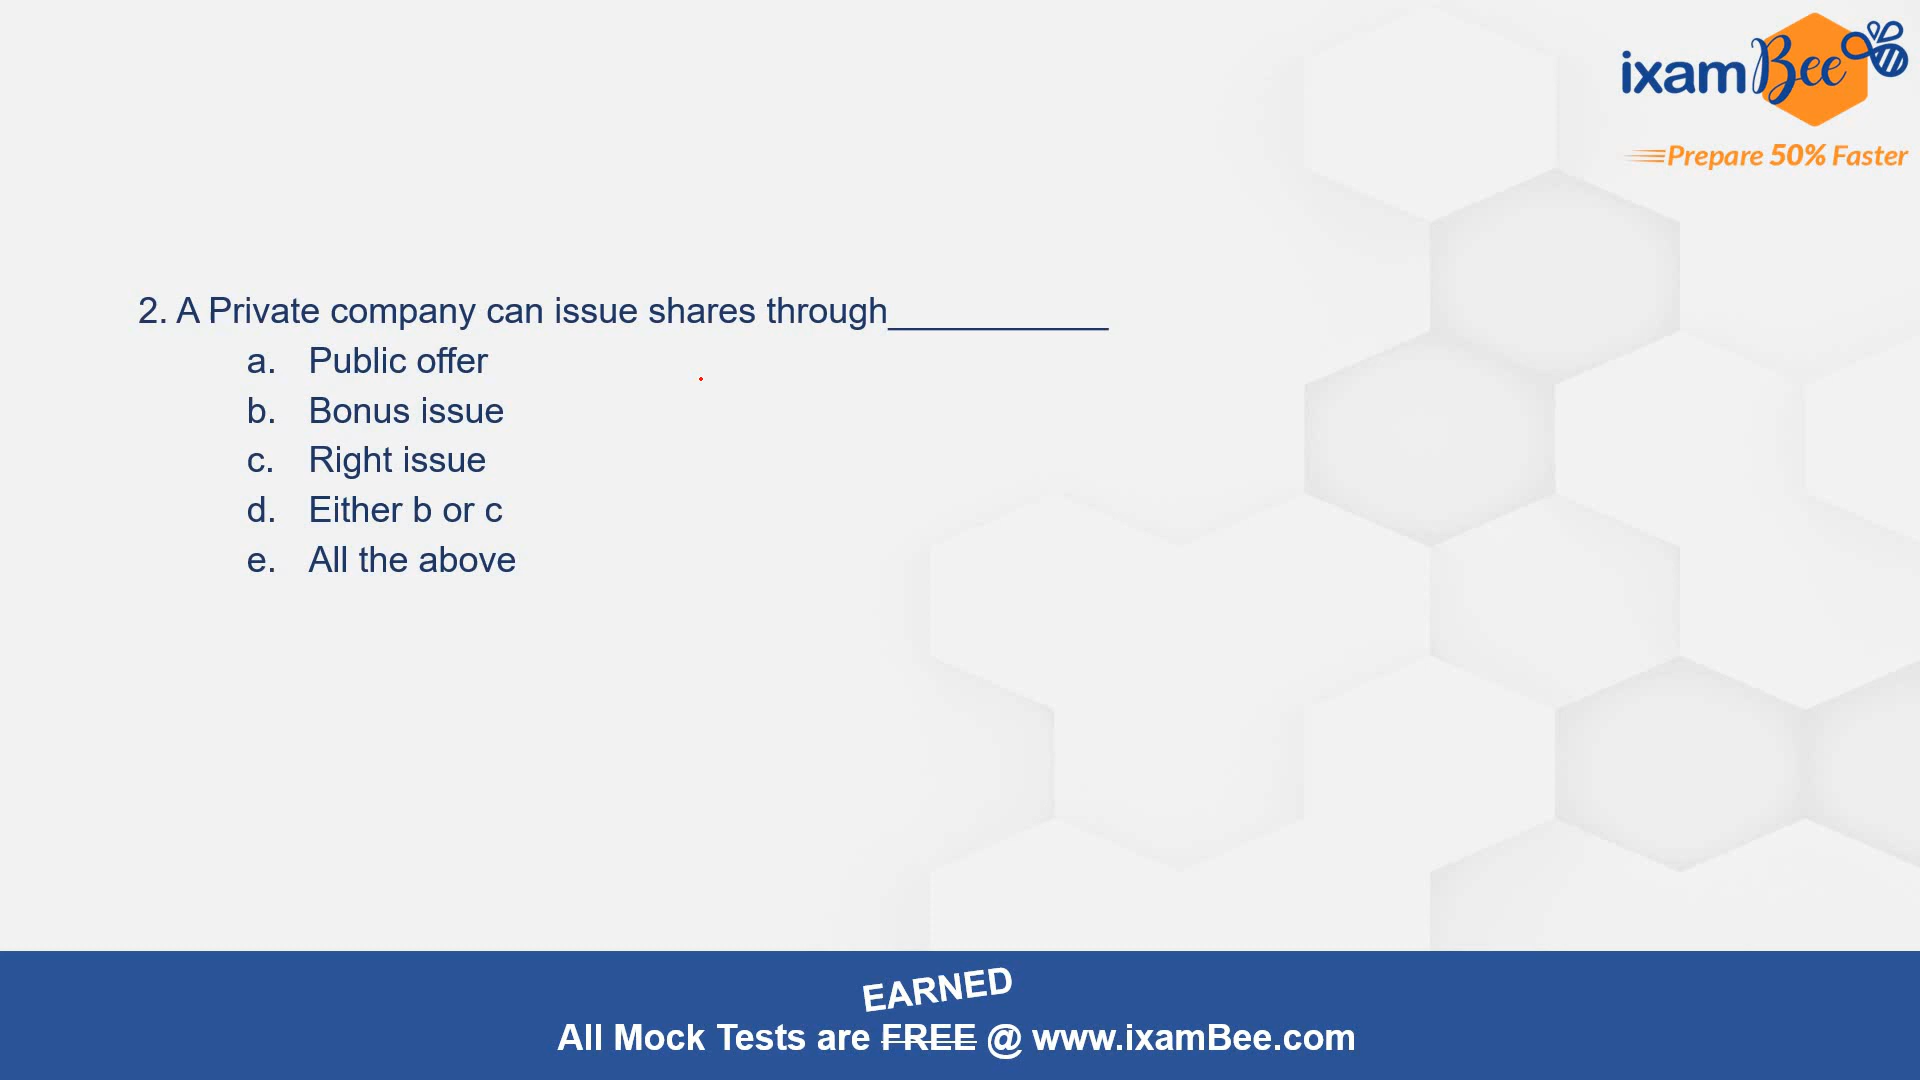 ixamBee
Prepare 50% Faster
2. A Private company can issue shares through___________
a. Public offer
b. Bonus issue
c. Right issue
d. Either b or c
e. All the above
EARNED
All Mock Tests are FREE @ www.ixamBee.com